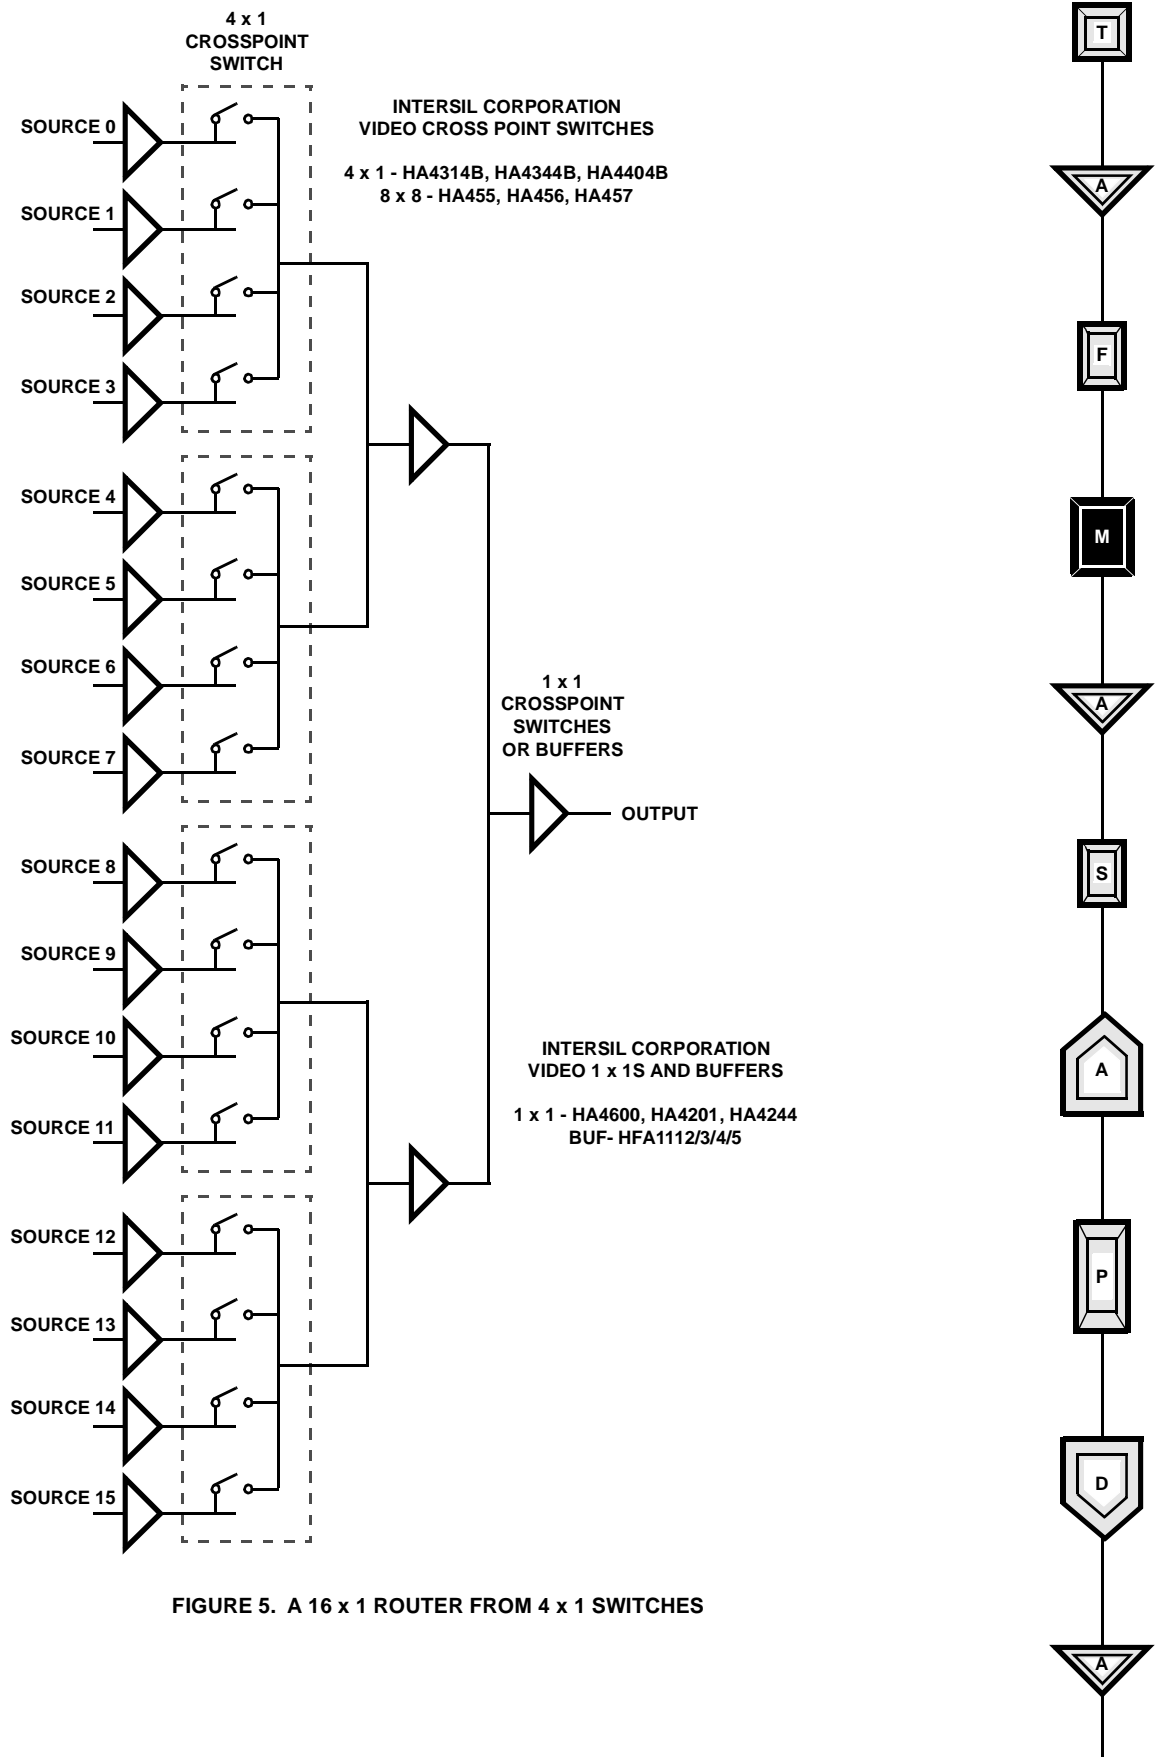 4 x 1
CROSSPOINT
SWITCH
INTERSIL CORPORATION
VIDEO CROSS POINT SWITCHES
4 x 1 - HA4314B, HA4344B, HA4404B
8 x 8 - HA455, HA456, HA457
SOURCE 0
SOURCE 1
SOURCE 2
SOURCE 3
SOURCE 4
SOURCE 5
SOURCE 6
SOURCE 7
1 x 1
CROSSPOINT
SWITCHES
OR BUFFERS
OUTPUT
SOURCE 8
SOURCE 9
SOURCE 10
SOURCE 11
INTERSIL CORPORATION
VIDEO 1 x 1S AND BUFFERS
1 x 1 - HA4600, HA4201, HA4244
BUF- HFA1112/3/4/5
SOURCE 12
SOURCE 13
SOURCE 14
SOURCE 15
FIGURE 5. A 16 x 1 ROUTER FROM 4 x 1 SWITCHES
T
A
F
M
A
S
A
P
D
A